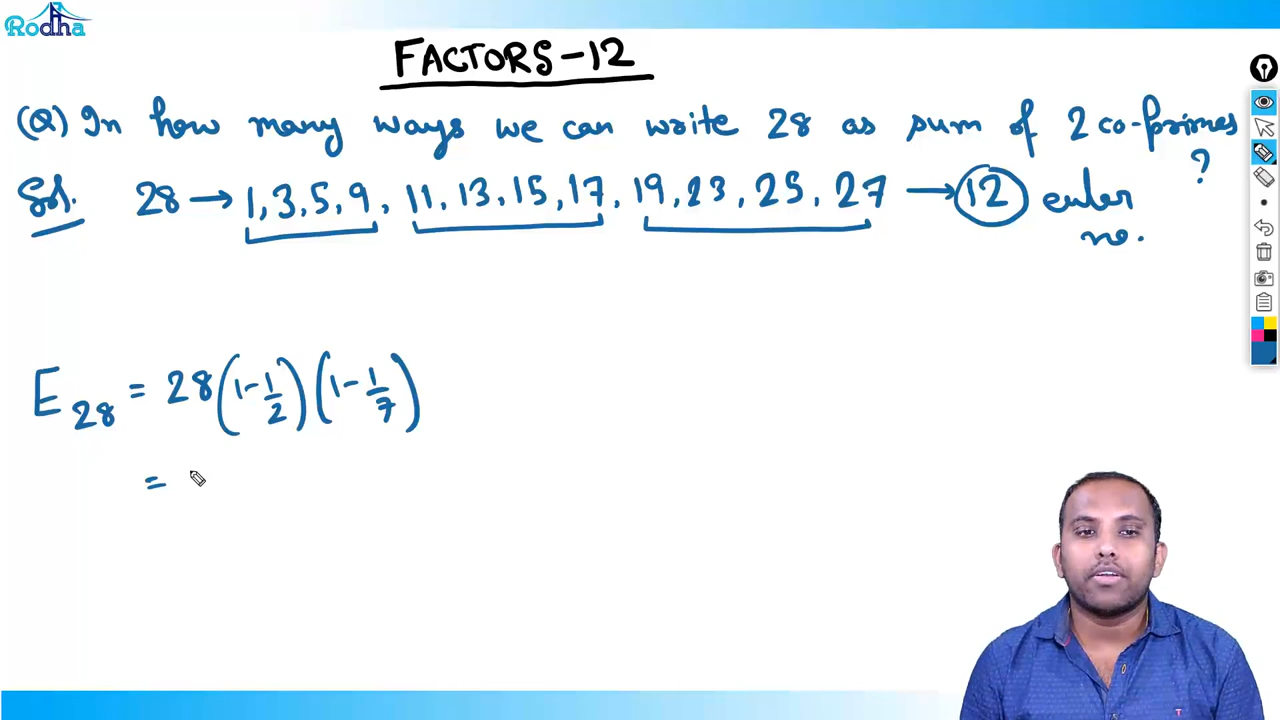 Rodha
FACTORS-12
(Q) In how many ways we can write 28 as sum of 2 co-primes ?
Sol. 28 → 1, 3, 5, 9, 11, 13, 15, 17, 19, 23, 25, 27 → 12 euler no.
E₂₈ = 28(1-1/2)(1-1/7)
=